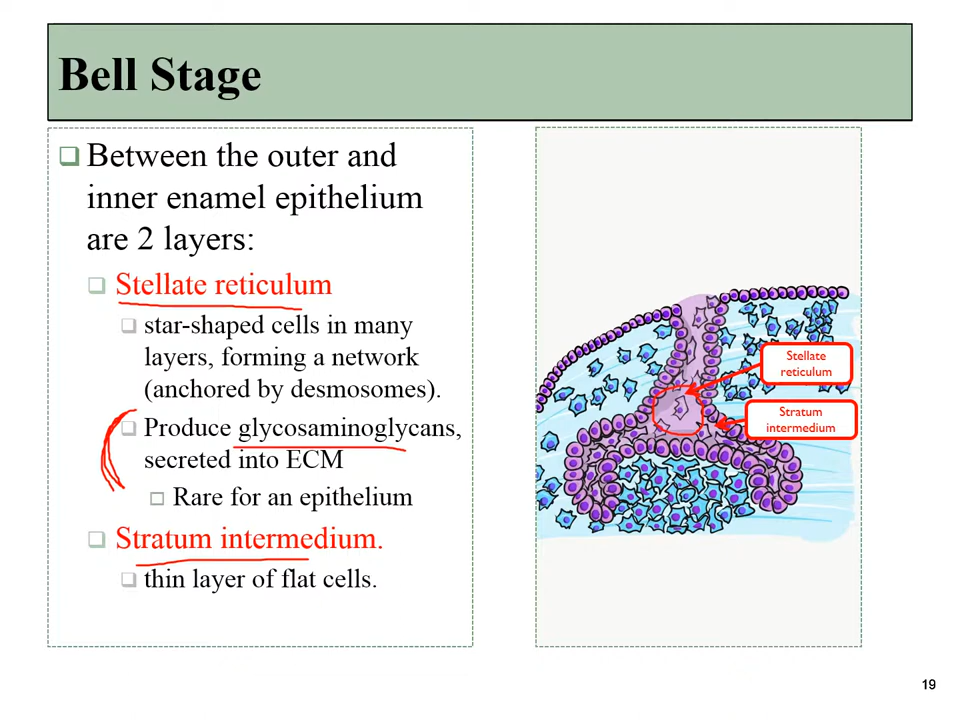 Bell Stage
Between the outer and
inner enamel epithelium
are 2 layers:
Stellate reticulum
star-shaped cells in many
layers, forming a network
(anchored by desmosomes).
Produce glycosaminoglycans,
secreted into ECM
Rare for an epithelium
Stratum intermedium.
thin layer of flat cells.
Stellate
reticulum
Stratum
intermedium
19